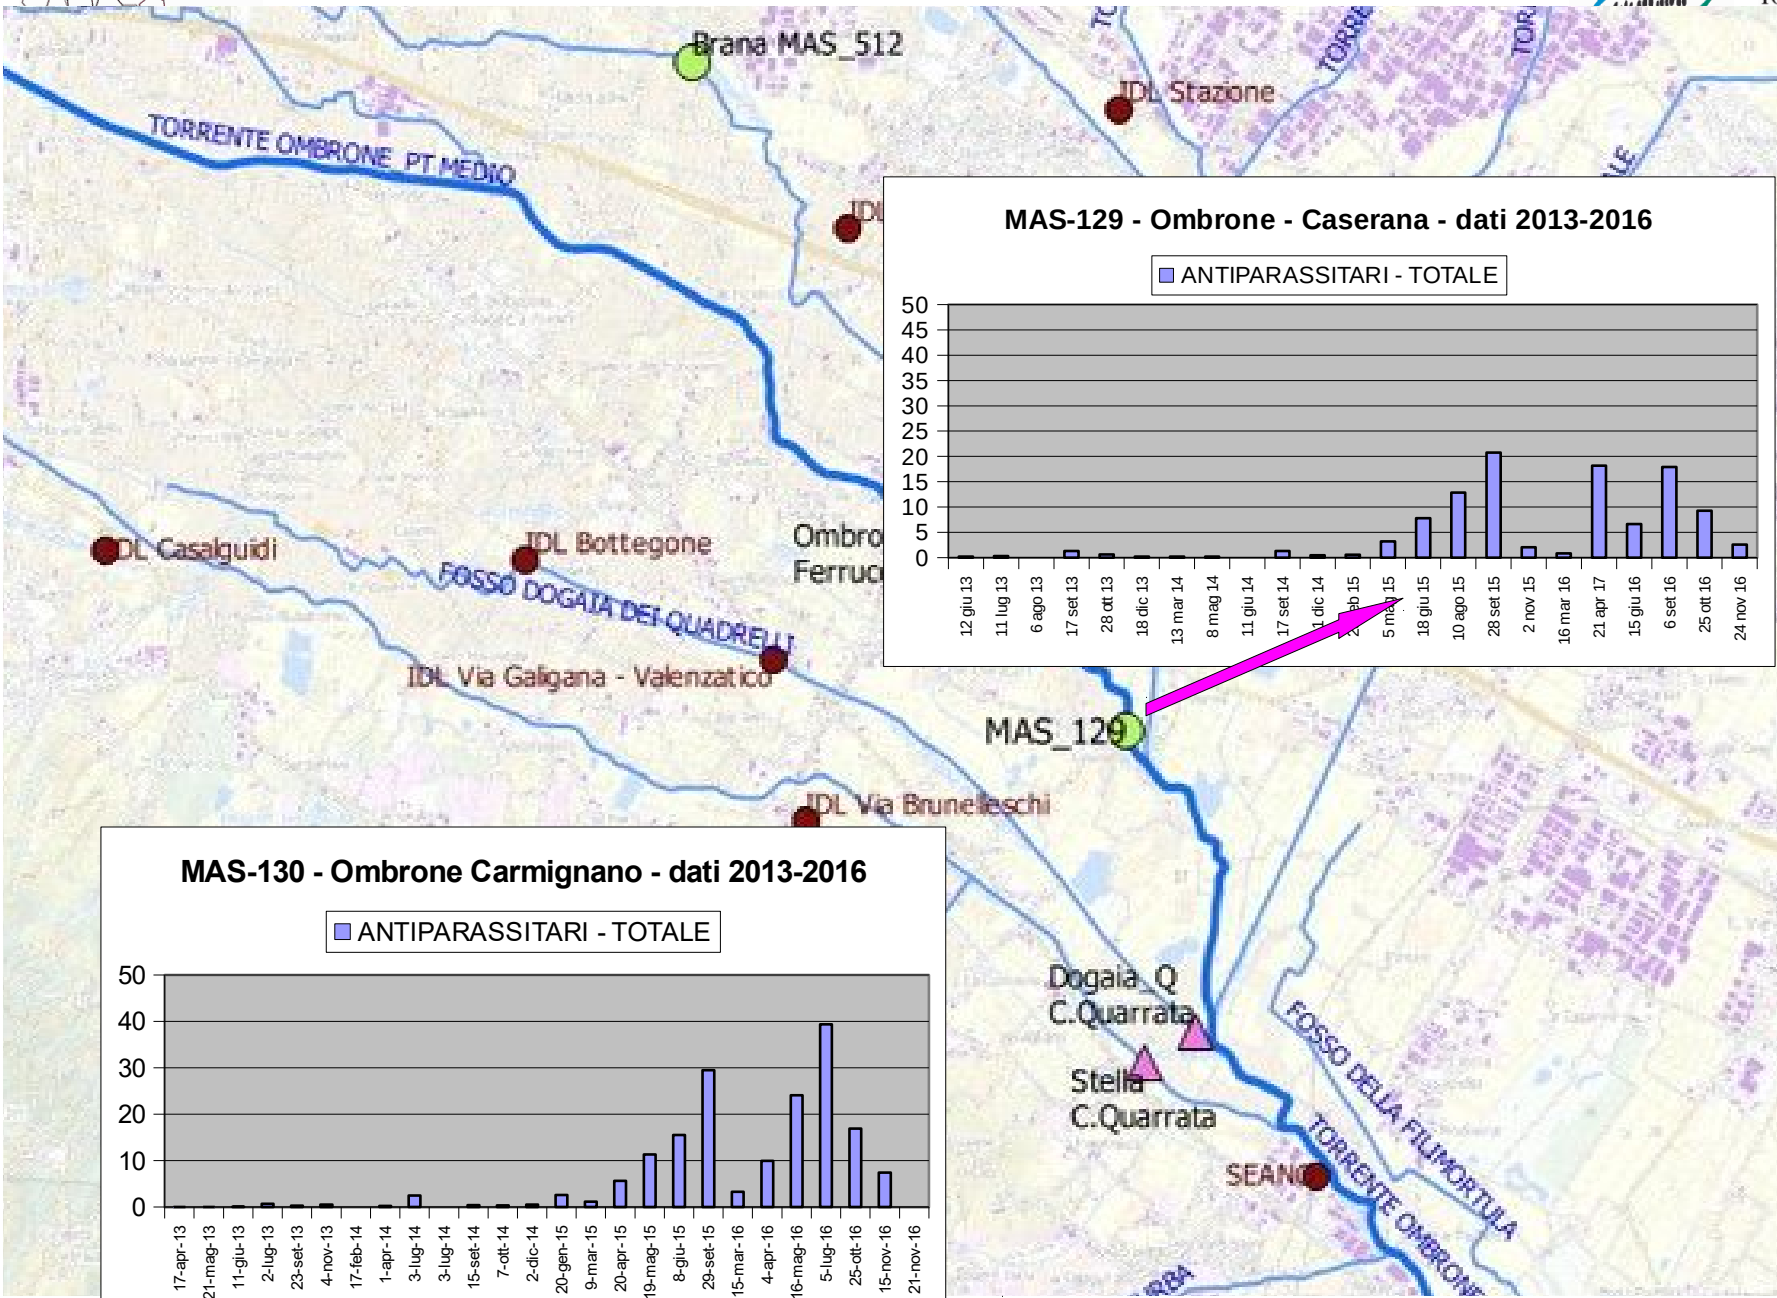 Brana MAS_512
IDL Stazione
TORRENTE OMBRONE PT MEDIO
MAS-129 - Ombrone - Caserana - dati 2013-2016
ANTIPARASSITARI - TOTALE
50
45
40
35
30
25
20
15
10
5
0
12 giu 13
11 lug 13
6 ago 13
17 set 13
28 ott 13
18 dic 13
13 mar 14
8 mag 14
11 giu 14
17 set 14
5 mag 15
18 giu 15
10 ago 15
28 set 15
2 nov 15
16 mar 16
21 apr 17
15 giu 16
6 set 16
25 ott 16
24 nov 16
IDL Casalguidi
IDL Bottegone
FOSSO DOGAIA DEI QUADRELLI
IDL Via Galigana - Valenzatico
MAS_129
IDL Via Bruneleschi
MAS-130 - Ombrone Carmignano - dati 2013-2016
ANTIPARASSITARI - TOTALE
50
40
30
20
10
0
17-apr-13
21-mag-13
11-giu-13
2-lug-13
23-set-13
4-nov-13
17-feb-14
1-apr-14
3-lug-14
3-lug-14
15-set-14
7-ott-14
2-dic-14
20-gen-15
9-mar-15
20-apr-15
19-mag-15
8-giu-15
29-set-15
15-mar-16
4-apr-16
16-mag-16
5-lug-16
25-ott-16
15-nov-16
21-nov-16
Dogaia_Q
C.Quarrata
Stella
C.Quarrata
FOSSO DELLA FILIMORTULA
SEANO
TORRENTE OMBRONE